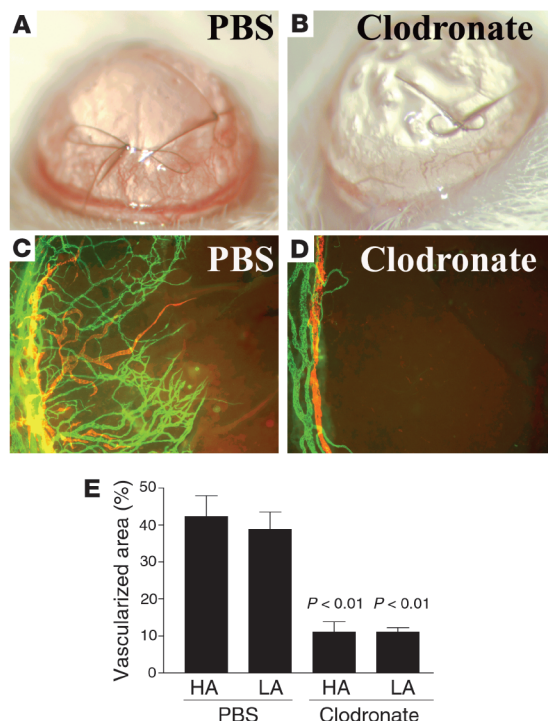 A
PBS
B
Clodronate
C
PBS
D
Clodronate
E
Vascularized area (%)
50
40
30
20
10
0
P < 0.01
P < 0.01
HA
LA
HA
LA
PBS
Clodronate